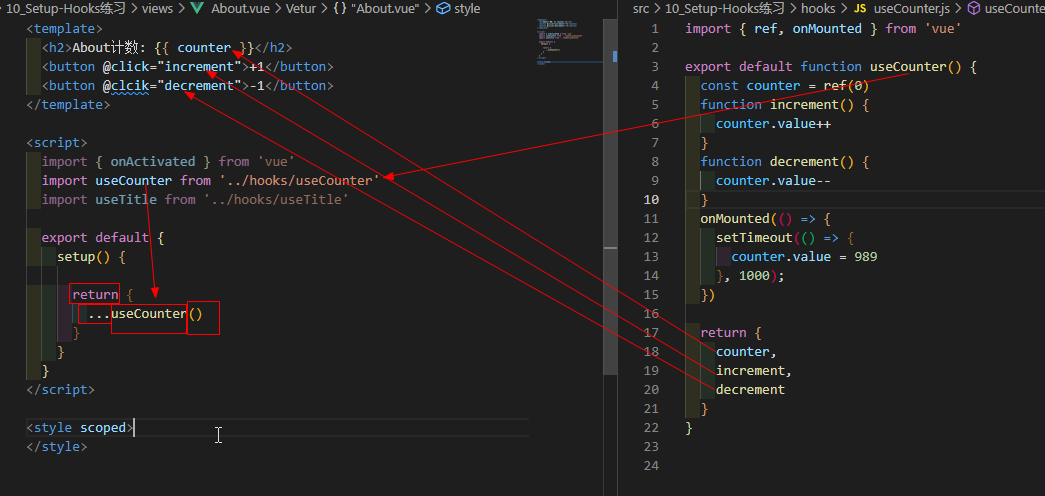 10_Setup-Hooks练习 > views > About.vue > Vetur > {} "About.vue" > style
<template>
<h2>About计数: {{ counter }}</h2>
<button @click="increment">+1</button>
<button @clcik="decrement">-1</button>
</template>
<script>
import { onActivated } from 'vue'
import useCounter from '../hooks/useCounter'
import useTitle from '../hooks/useTitle'
export default {
setup() {
return {
...useCounter()
}
}
}
</script>
<style scoped>
</style>
src > 10_Setup-Hooks练习 > hooks > JS useCounter.js > useCounte
1 import { ref, onMounted } from 'vue'
2
3 export default function useCounter() {
4 const counter = ref(0)
5 function increment() {
6 counter.value++
7 }
8 function decrement() {
9 counter.value--
10 }
11 onMounted(() => {
12 setTimeout(() => {
13 counter.value = 989
14 }, 1000);
15 })
16
17 return {
18 counter,
19 increment,
20 decrement
21 }
22 }
23
24